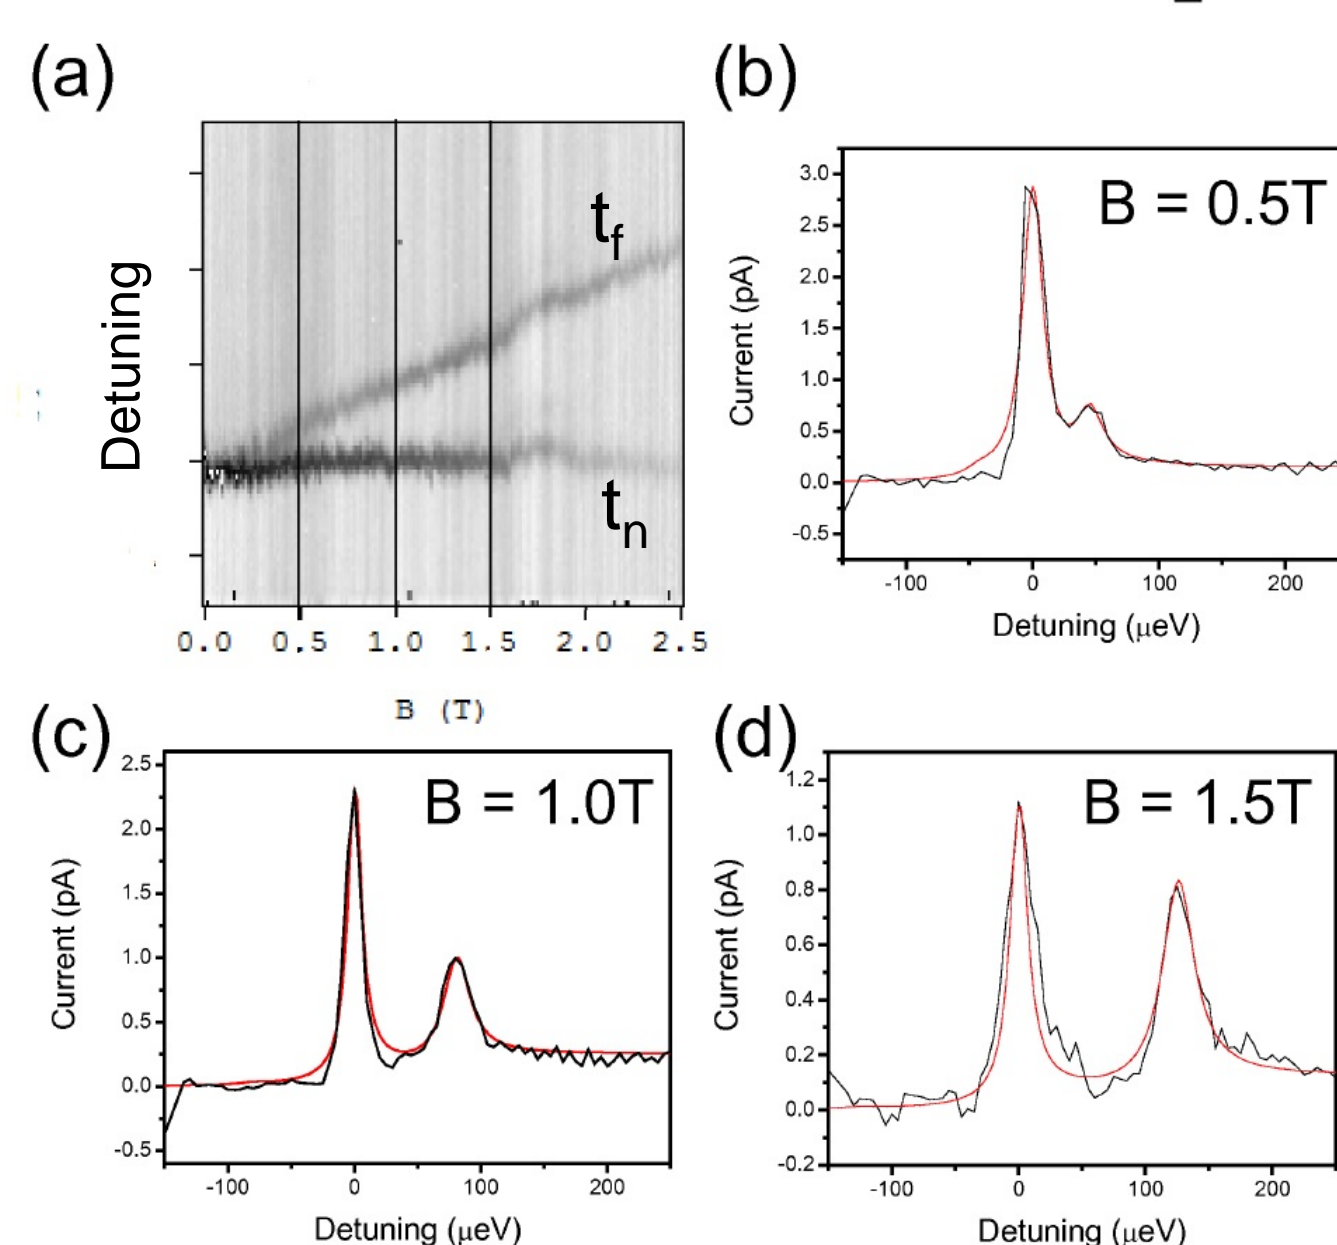 (a)
Detuning
t_f
t_n
0.0 0.5 1.0 1.5 2.0 2.5
B (T)
(b)
B = 0.5T
Current (pA)
3.0
2.5
2.0
1.5
1.0
0.5
0.0
-0.5
-100 0 100 200
Detuning (μeV)
(c)
B = 1.0T
Current (pA)
2.5
2.0
1.5
1.0
0.5
0.0
-0.5
-100 0 100 200
Detuning (μeV)
(d)
B = 1.5T
Current (pA)
1.2
1.0
0.8
0.6
0.4
0.2
0.0
-0.2
-100 0 100 200
Detuning (μeV)